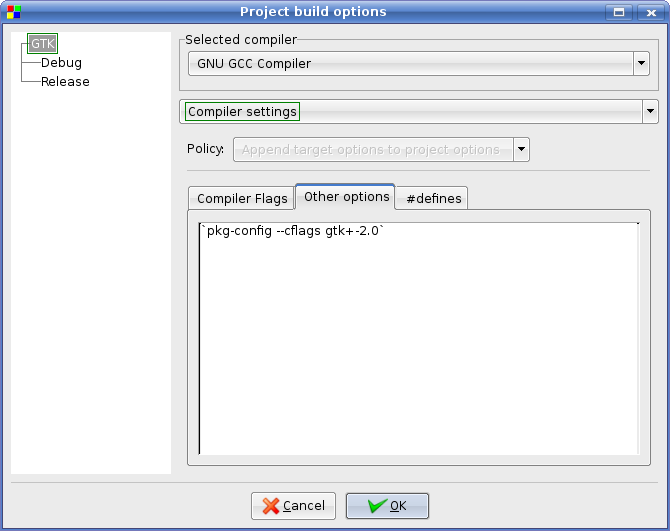 Project build options
GTK
Debug
Release
Selected compiler
GNU GCC Compiler
Compiler settings
Policy:
Append target options to project options
Compiler Flags
Other options
#defines
`pkg-config --cflags gtk+-2.0`
Cancel
OK